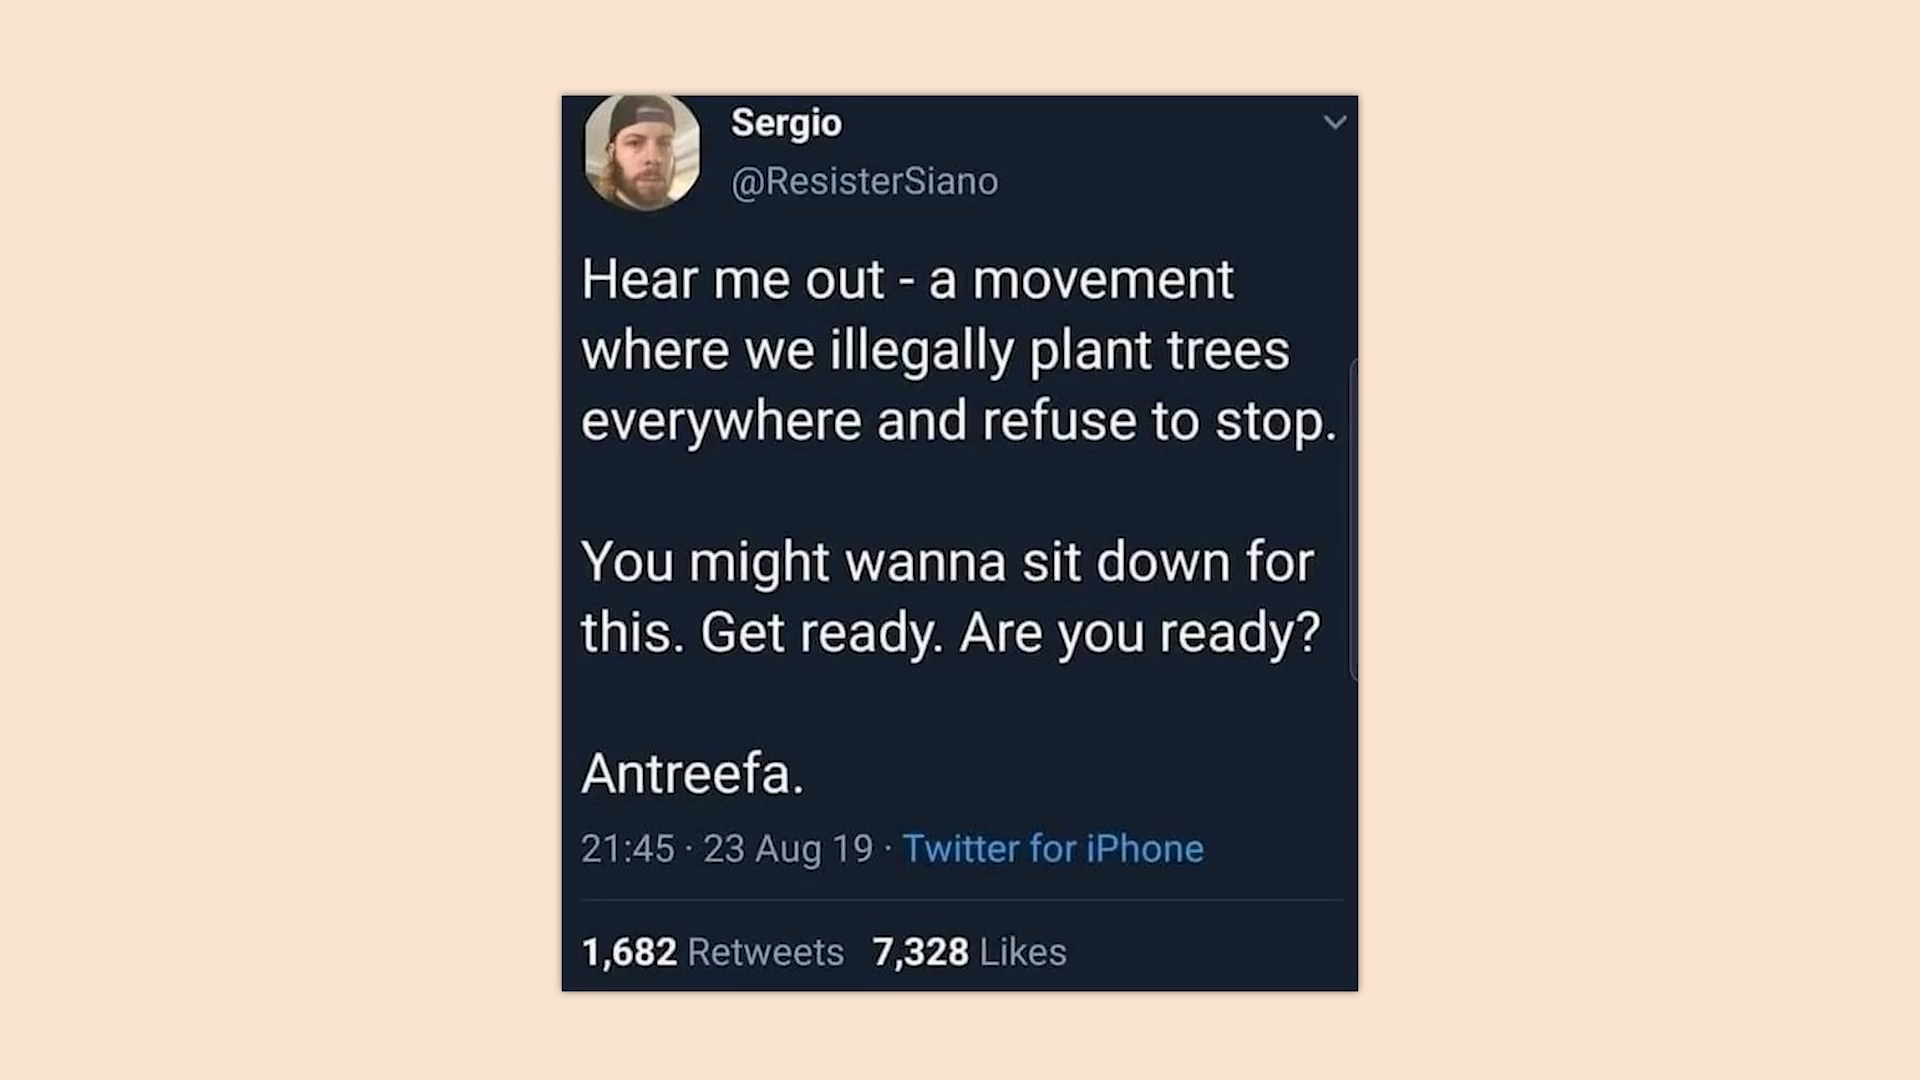 Sergio
@ResisterSiano
Hear me out - a movement
where we illegally plant trees
everywhere and refuse to stop.
You might wanna sit down for
this. Get ready. Are you ready?
Antreefa.
21:45 · 23 Aug 19 · Twitter for iPhone
1,682 Retweets 7,328 Likes